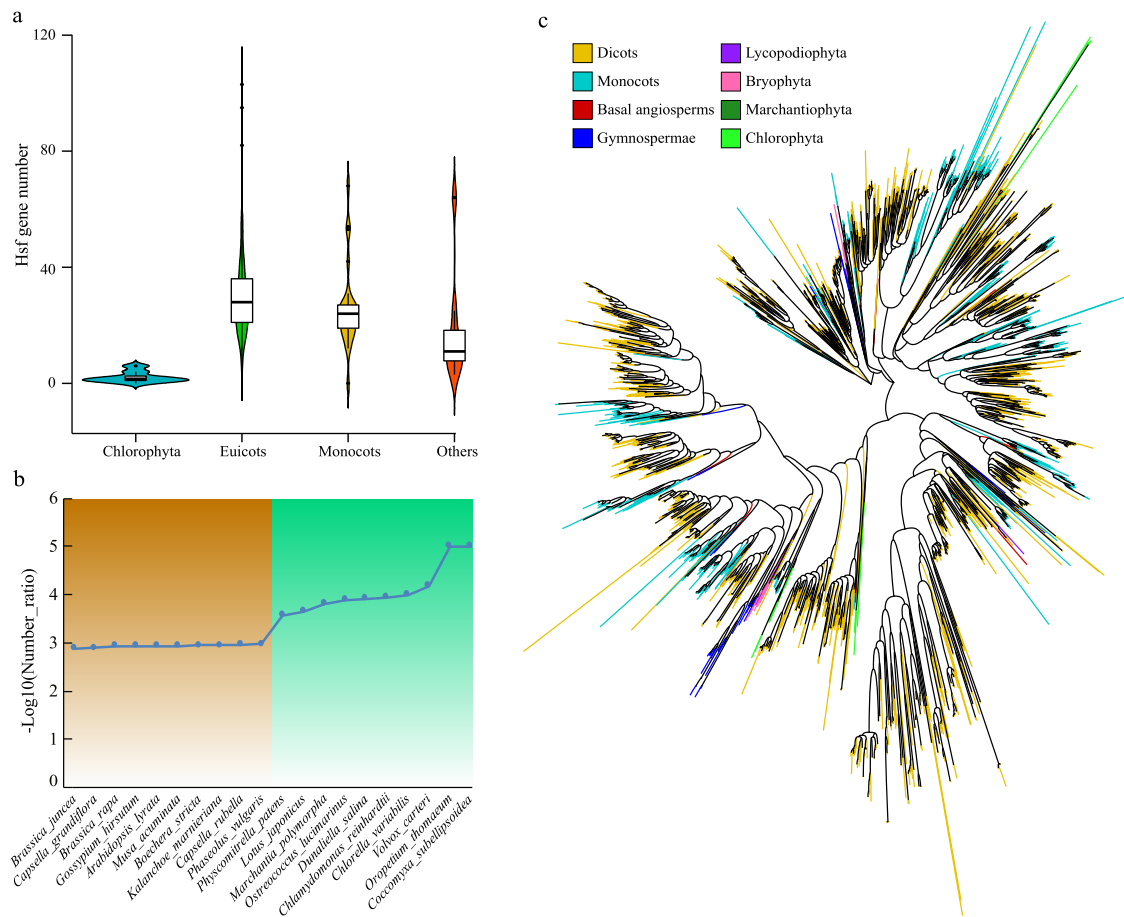 a
120
80
40
0
Hsf gene number
Chlorophyta
Euicots
Monocots
Others
b
6
5
4
3
2
1
0
-Log10(Number_ratio)
Brassica_juncea
Capsella_grandiflora
Brassica_rapa
Gossypium_hirsutum
Arabidopsis_lyrata
Musa_acuminata
Boechera_stricta
Kalanchoe_marnieriana
Capsella_rubella
Phaseolus_vulgaris
Physcomitrella_patens
Lotus_japonicus
Marchantia_polymorpha
Ostreococcus_lucimarinus
Dunaliella_salina
Chlamydomonas_reinhardtii
Chlorella_variabilis
Volvox_carteri
Oropetium_thomaeum
Coccomyxa_subellipsoidea
c
Dicots
Monocots
Basal angiosperms
Gymnospermae
Lycopodiophyta
Bryophyta
Marchantiophyta
Chlorophyta